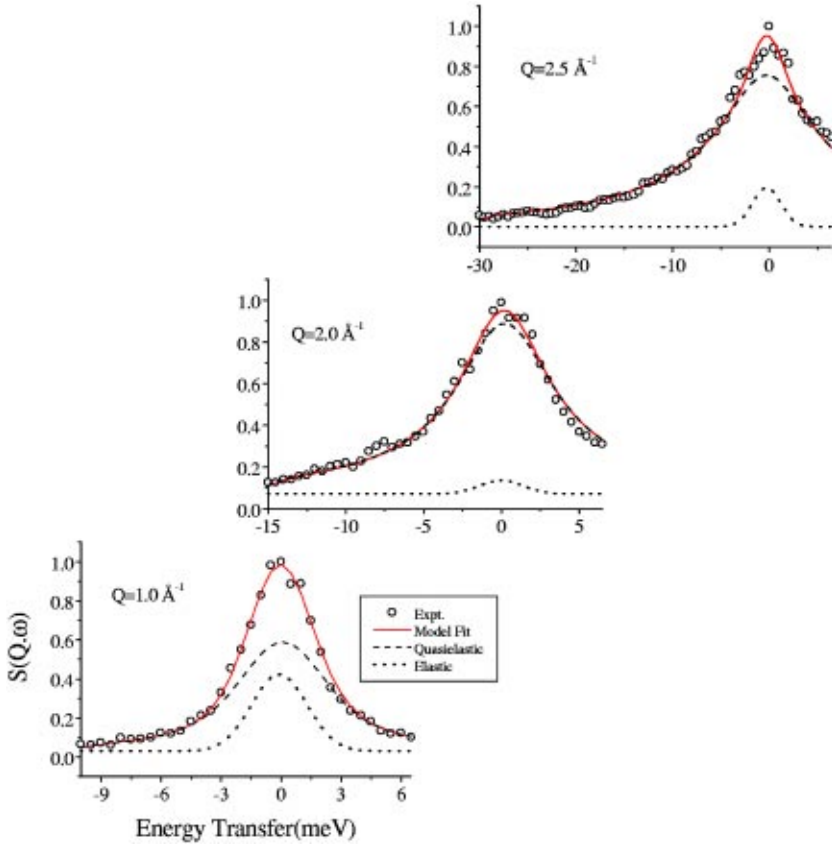 Q=2.5 Å-1
1.0
0.8
0.6
0.4
0.2
0.0
-30 -20 -10 0
Q=2.0 Å-1
1.0
0.8
0.6
0.4
0.2
0.0
-15 -10 -5 0 5
Q=1.0 Å-1
1.0
0.8
0.6
0.4
0.2
0.0
-9 -6 -3 0 3 6
S(Q.ω)
Energy Transfer(meV)
Expt.
Model Fit
Quasielastic
Elastic